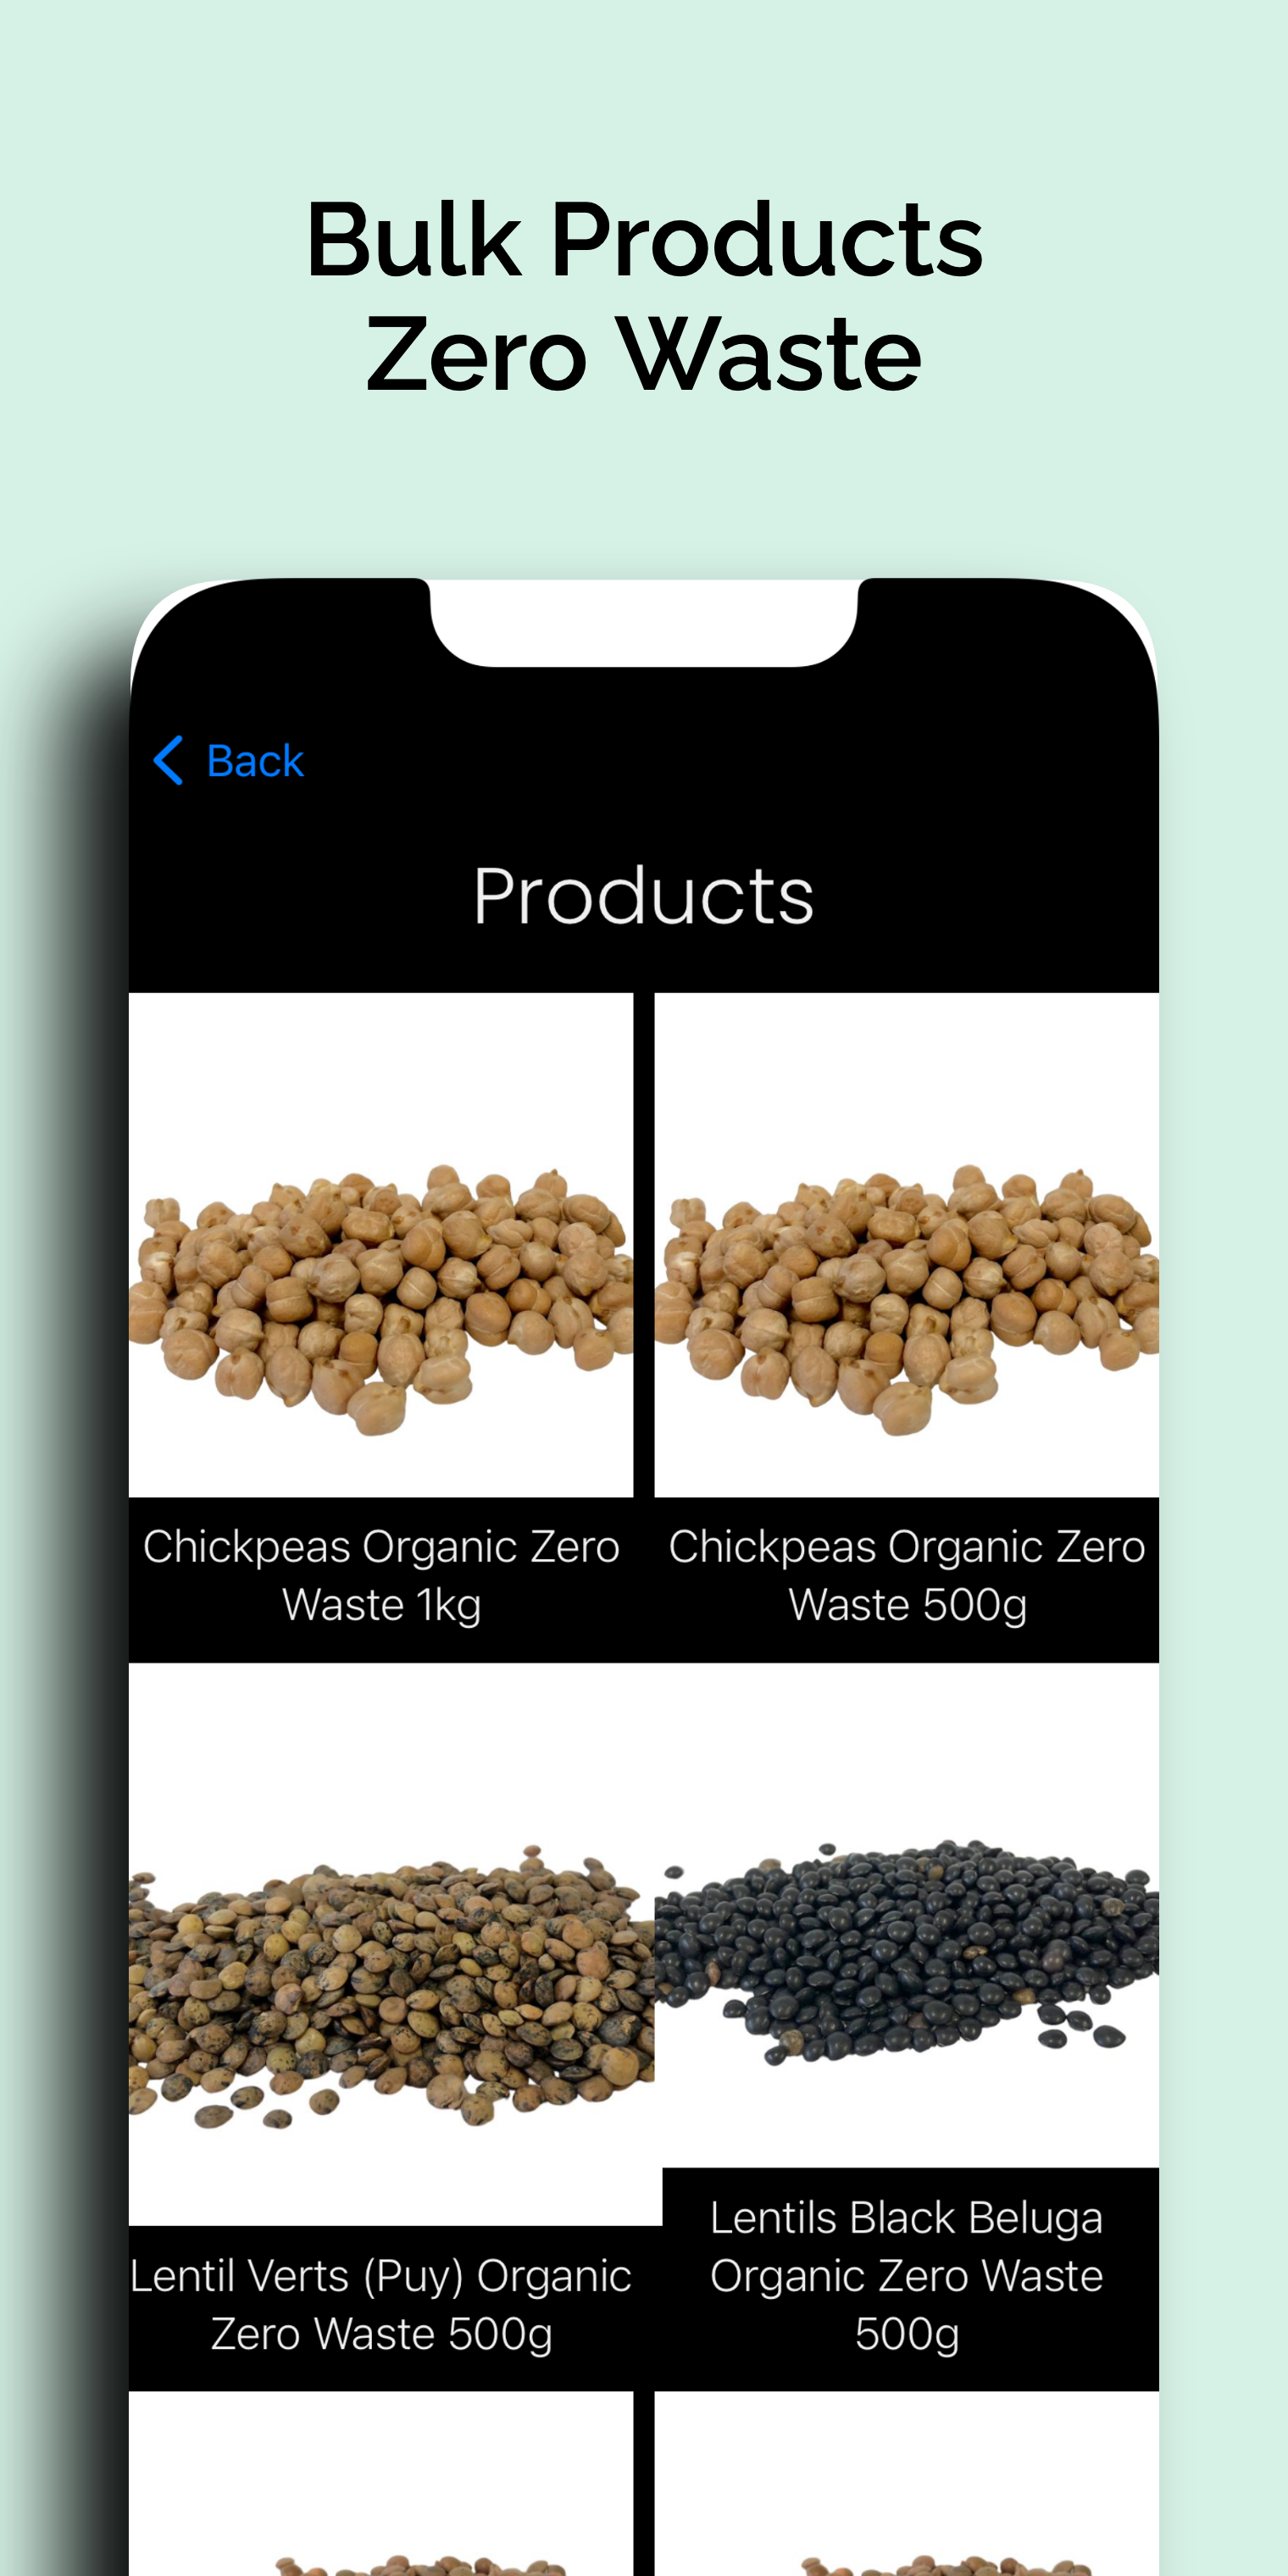 Bulk Products
Zero Waste
Back
Products
Chickpeas Organic Zero
Waste 1kg
Chickpeas Organic Zero
Waste 500g
Lentil Verts (Puy) Organic
Zero Waste 500g
Lentils Black Beluga
Organic Zero Waste
500g